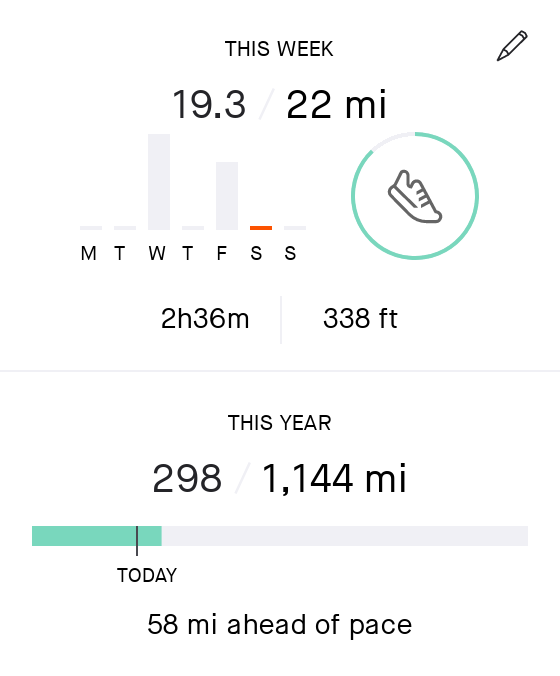 THIS WEEK
19.3 / 22 mi
M T W T F S S
2h36m 338 ft
THIS YEAR
298 / 1,144 mi
TODAY
58 mi ahead of pace